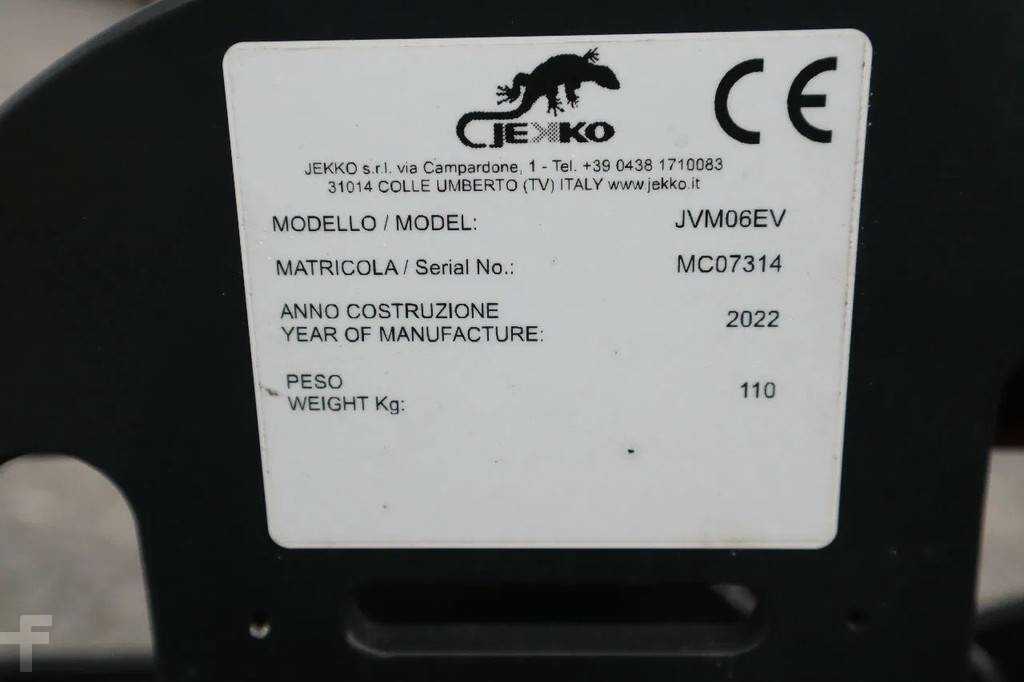 JEKKO
CE
JEKKO s.r.l. via Campardone, 1 - Tel. +39 0438 1710083
31014 COLLE UMBERTO (TV) ITALY www.jekko.it
MODELLO / MODEL: JVM06EV
MATRICOLA / Serial No.: MC07314
ANNO COSTRUZIONE
YEAR OF MANUFACTURE: 2022
PESO
WEIGHT Kg: 110
F